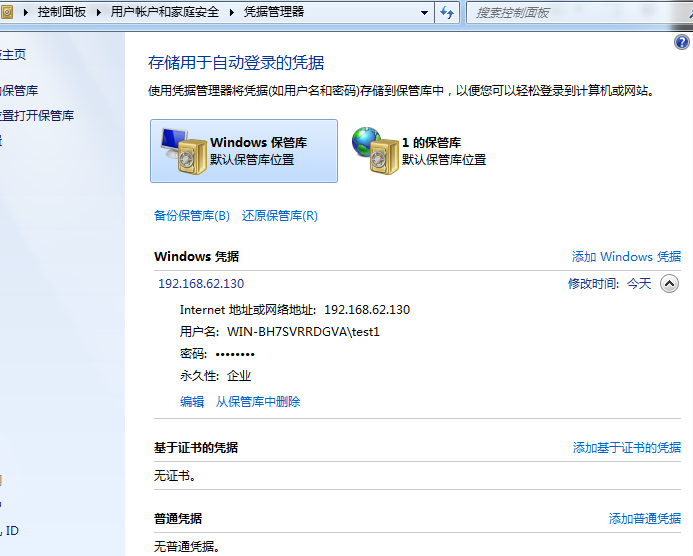 控制面板 用户帐户和家庭安全 凭据管理器 搜索控制面板
主页
保管库
置打开保管库
存储用于自动登录的凭据
使用凭据管理器将凭据(如用户名和密码)存储到保管库中，以便您可以轻松登录到计算机或网站。
Windows 保管库
默认保管库位置
1 的保管库
默认保管库位置
备份保管库(B) 还原保管库(R)
Windows 凭据 添加 Windows 凭据
192.168.62.130 修改时间: 今天
Internet 地址或网络地址: 192.168.62.130
用户名: WIN-BH7SVRRDGVA\test1
密码: ••••••••
永久性: 企业
编辑 从保管库中删除
基于证书的凭据 添加基于证书的凭据
无证书。
普通凭据 添加普通凭据
无普通凭据。
ID